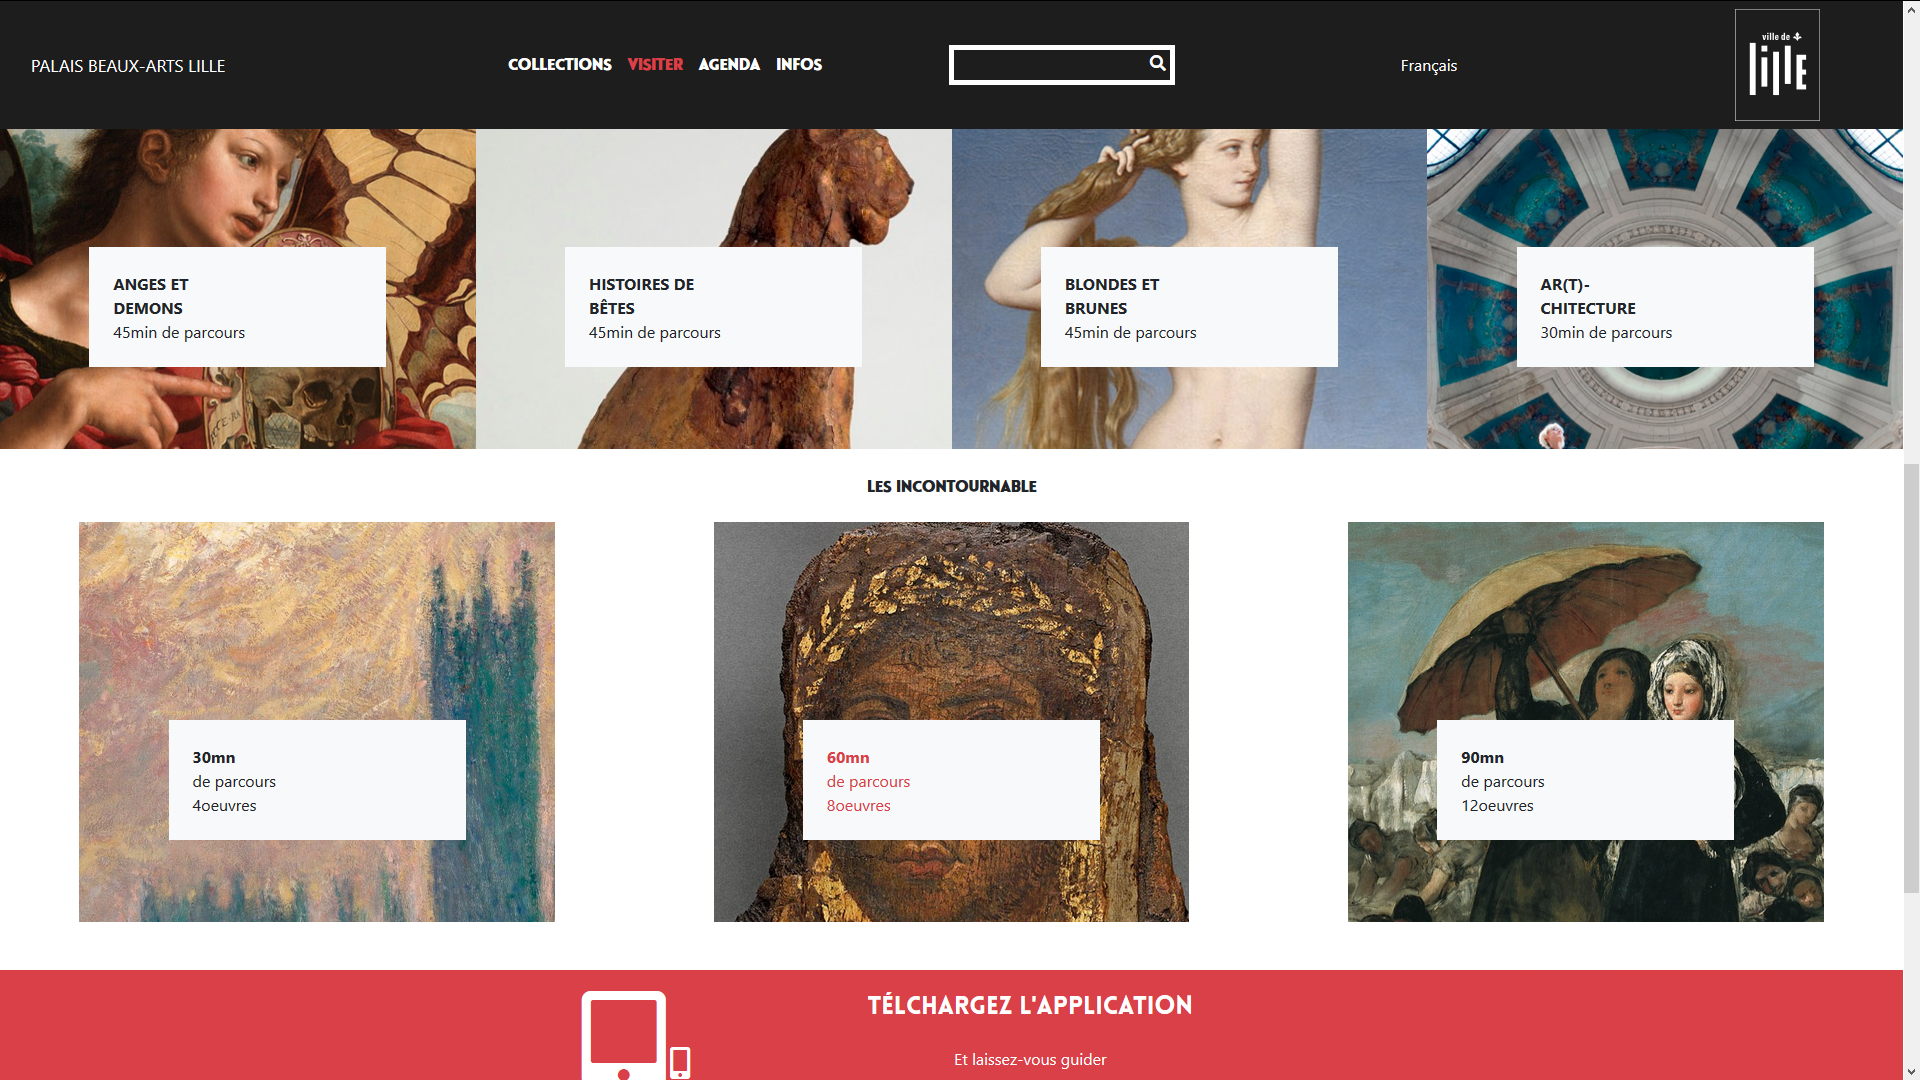 PALAIS BEAUX-ARTS LILLE
COLLECTIONS VISITER AGENDA INFOS
Français
ville de
lille
ANGES ET
DEMONS
45min de parcours
HISTOIRES DE
BÊTES
45min de parcours
BLONDES ET
BRUNES
45min de parcours
AR(T)-
CHITECTURE
30min de parcours
LES INCONTOURNABLE
30mn
de parcours
4oeuvres
60mn
de parcours
8oeuvres
90mn
de parcours
12oeuvres
TÉLCHARGEZ L'APPLICATION
Et laissez-vous guider